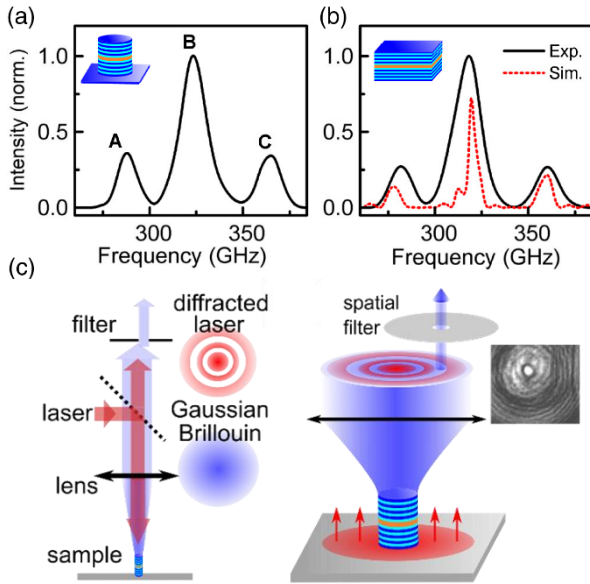 (a)
B
A
C
1.0
0.5
0.0
Intensity (norm.)
300
350
Frequency (GHz)
(b)
Exp.
Sim.
1.0
0.5
0.0
300
350
Frequency (GHz)
(c)
filter
diffracted
laser
laser
Gaussian
Brillouin
lens
sample
spatial
filter